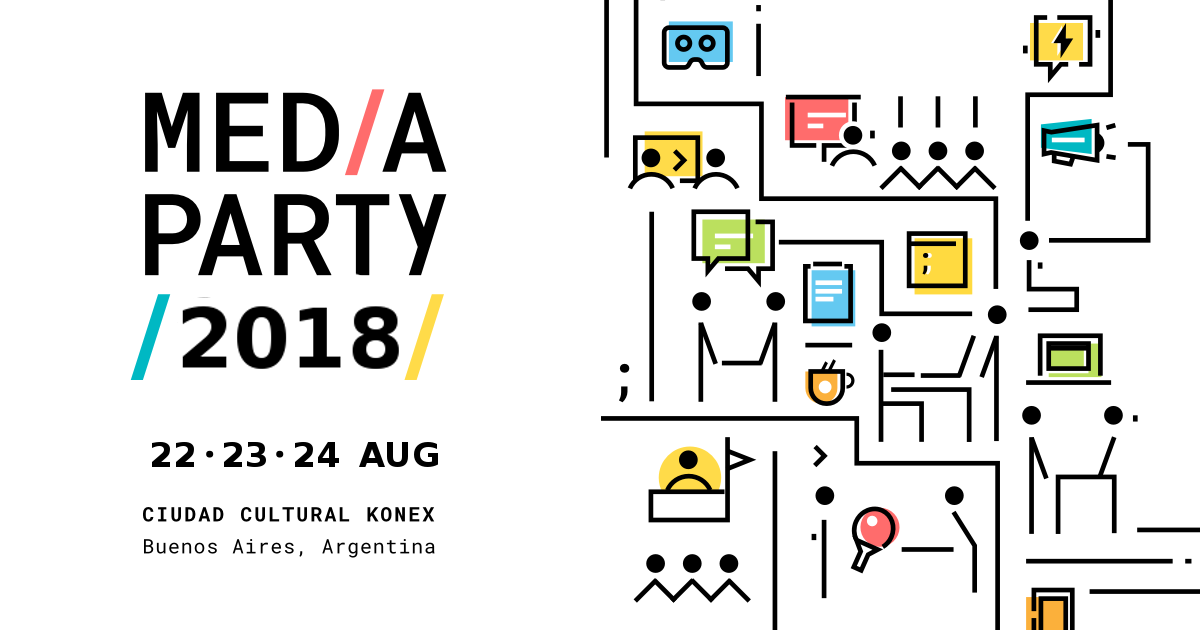 MED/A
PARTY
/2018/
22·23·24 AUG
CIUDAD CULTURAL KONEX
Buenos Aires, Argentina
;
;